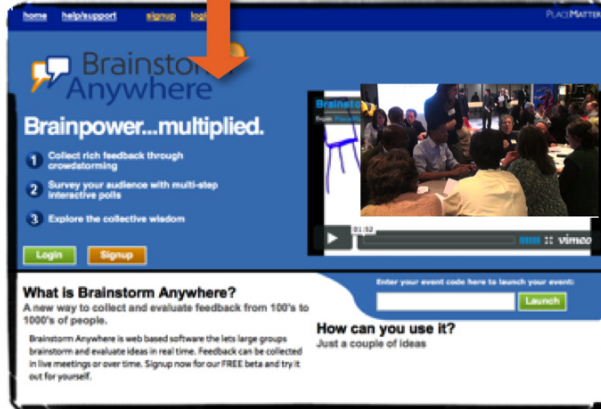 home help/support signup
PLACEMATTER
Brainstorm
Anywhere
Brainpower...multiplied.
1 Collect rich feedback through
crowdstorming
2 Survey your audience with multi-step
interactive polls
3 Explore the collective wisdom
Login Signup
01:52
vimeo
Enter your event code here to launch your event:
Launch
What is Brainstorm Anywhere?
A new way to collect and evaluate feedback from 100's to
1000's of people.
Brainstorm Anywhere is web based software the lets large groups
brainstorm and evaluate ideas in real time. Feedback can be collected
in live meetings or over time. Signup now for our FREE beta and try it
out for yourself.
How can you use it?
Just a couple of ideas